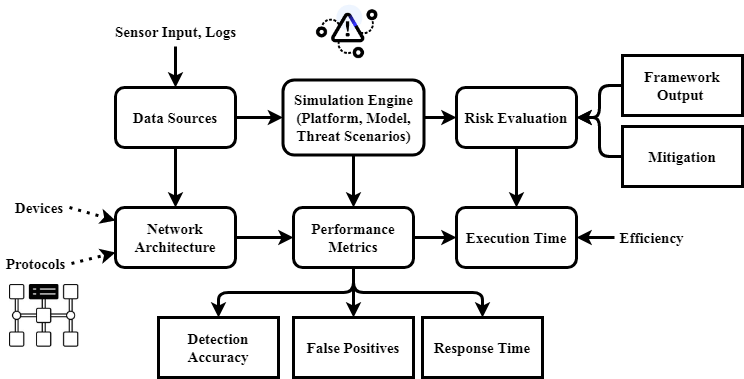 Sensor Input, Logs
Data Sources
Simulation Engine
(Platform, Model,
Threat Scenarios)
Risk Evaluation
Framework
Output
Mitigation
Devices
Protocols
Network
Architecture
Performance
Metrics
Execution Time
Efficiency
Detection
Accuracy
False Positives
Response Time